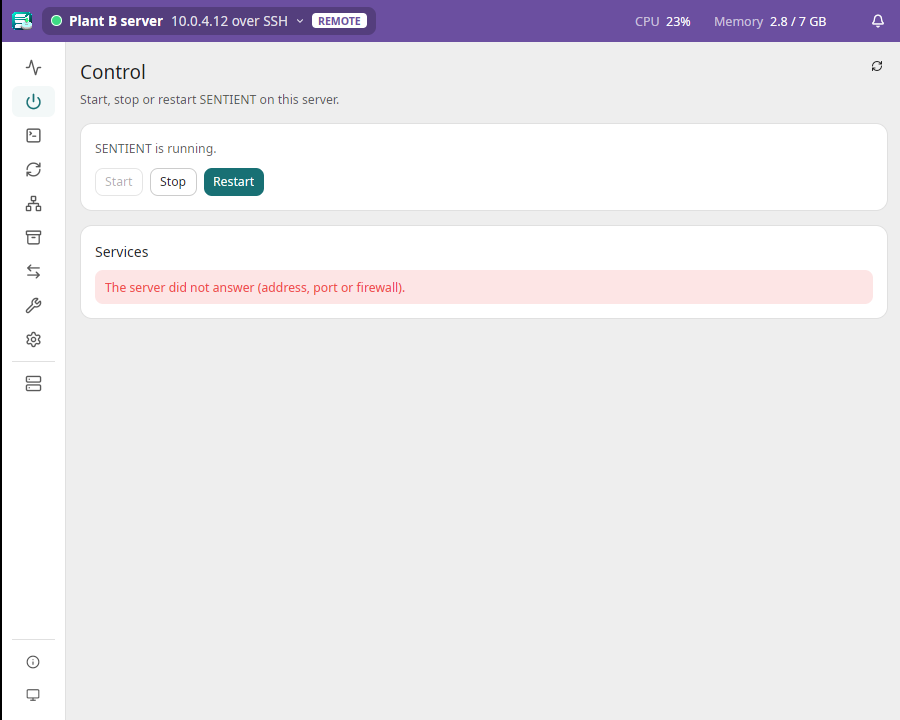 Plant B server 10.0.4.12 over SSH REMOTE CPU 23% Memory 2.8 / 7 GB
Control
Start, stop or restart SENTIENT on this server.
SENTIENT is running.
Start Stop Restart
Services
The server did not answer (address, port or firewall).